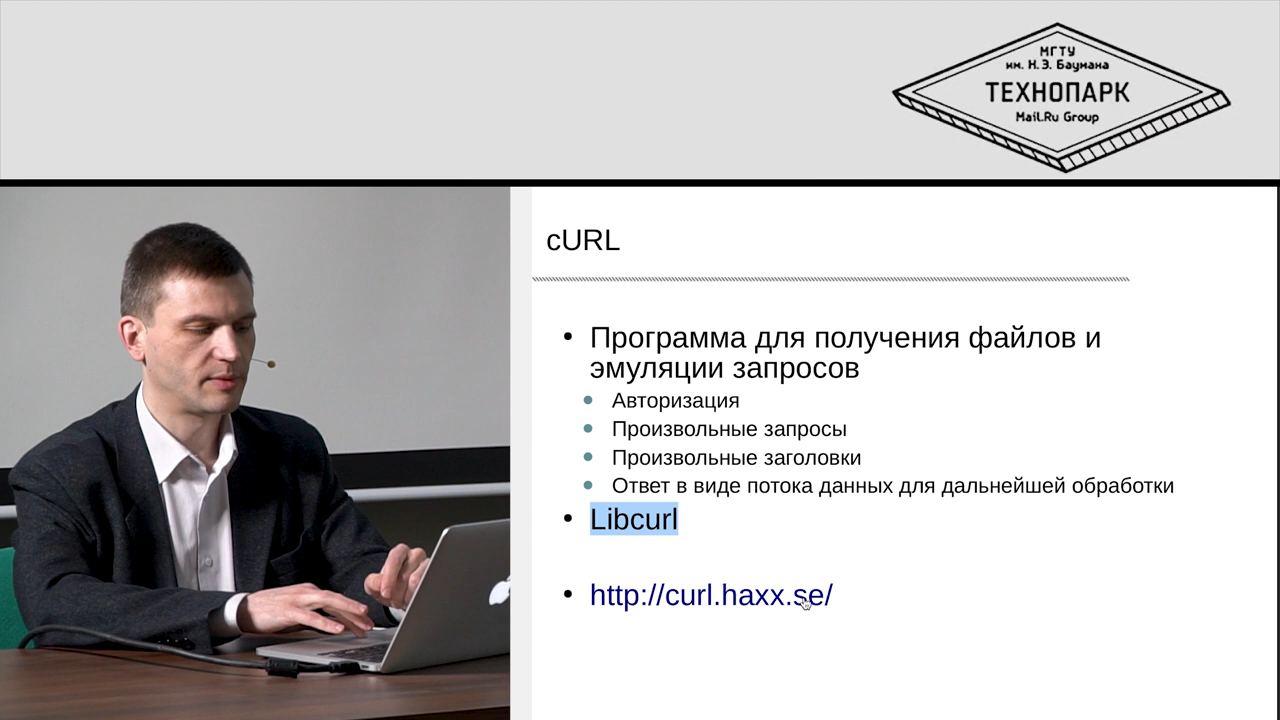 МГТУ
им. Н.Э. Баумана
ТЕХНОПАРК
Mail.Ru Group
cURL
• Программа для получения файлов и
эмуляции запросов
• Авторизация
• Произвольные запросы
• Произвольные заголовки
• Ответ в виде потока данных для дальнейшей обработки
• Libcurl
• http://curl.haxx.se/